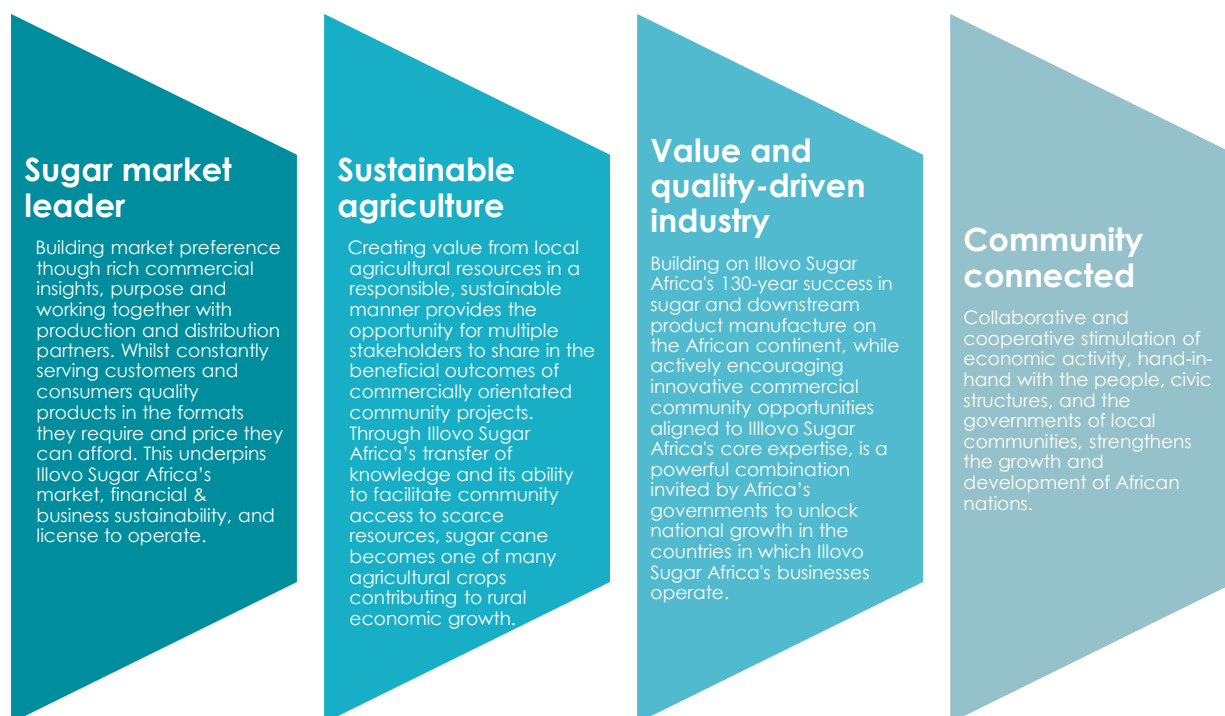 Sugar market
leader
Building market preference
though rich commercial
insights, purpose and
working together with
production and distribution
partners. Whilst constantly
serving customers and
consumers quality
products in the formats
they require and price they
can afford. This underpins
Illovo Sugar Africa’s
market, financial &
business sustainability, and
license to operate.
Sustainable
agriculture
Creating value from local
agricultural resources in a
responsible, sustainable
manner provides the
opportunity for multiple
stakeholders to share in the
beneficial outcomes of
commercially orientated
community projects.
Through Illovo Sugar
Africa’s transfer of
knowledge and its ability
to facilitate community
access to scarce
resources, sugar cane
becomes one of many
agricultural crops
contributing to rural
economic growth.
Value and
quality-driven
industry
Building on Illovo Sugar
Africa's 130-year success in
sugar and downstream
product manufacture on
the African continent, while
actively encouraging
innovative commercial
community opportunities
aligned to Illlovo Sugar
Africa's core expertise, is a
powerful combination
invited by Africa’s
governments to unlock
national growth in the
countries in which Illovo
Sugar Africa's businesses
operate.
Community
connected
Collaborative and
cooperative stimulation of
economic activity, hand-in-
hand with the people, civic
structures, and the
governments of local
communities, strengthens
the growth and
development of African
nations.